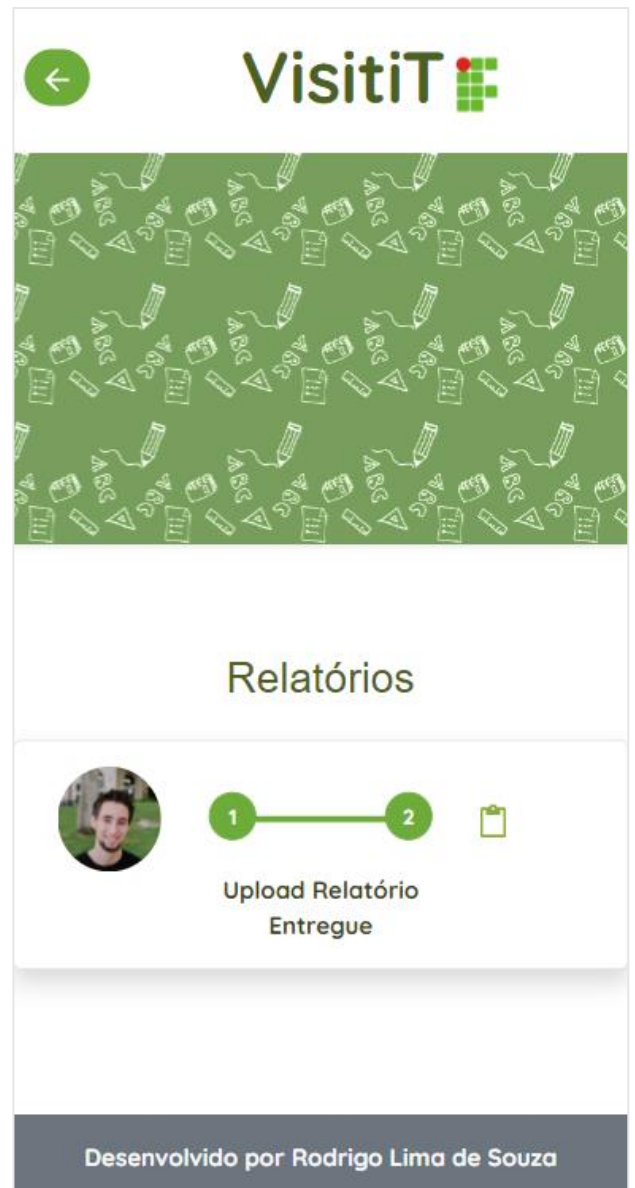 VisitiT
Relatórios
1 2
Upload Relatório
Entregue
Desenvolvido por Rodrigo Lima de Souza